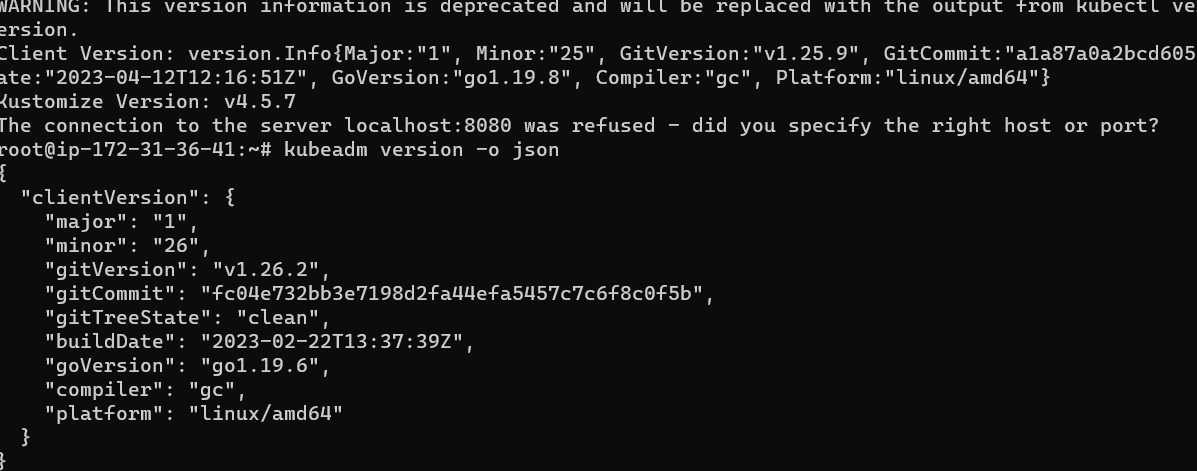 WARNING: This version information is deprecated and will be replaced with the output from kubectl ve
ersion.
Client Version: version.Info{Major:"1", Minor:"25", GitVersion:"v1.25.9", GitCommit:"a1a87a0a2bcd605
ate:"2023-04-12T12:16:51Z", GoVersion:"go1.19.8", Compiler:"gc", Platform:"linux/amd64"}
Kustomize Version: v4.5.7
The connection to the server localhost:8080 was refused - did you specify the right host or port?
root@ip-172-31-36-41:~# kubeadm version -o json
{
  "clientVersion": {
    "major": "1",
    "minor": "26",
    "gitVersion": "v1.26.2",
    "gitCommit": "fc04e732bb3e7198d2fa44efa5457c7c6f8c0f5b",
    "gitTreeState": "clean",
    "buildDate": "2023-02-22T13:37:39Z",
    "goVersion": "go1.19.6",
    "compiler": "gc",
    "platform": "linux/amd64"
  }
}